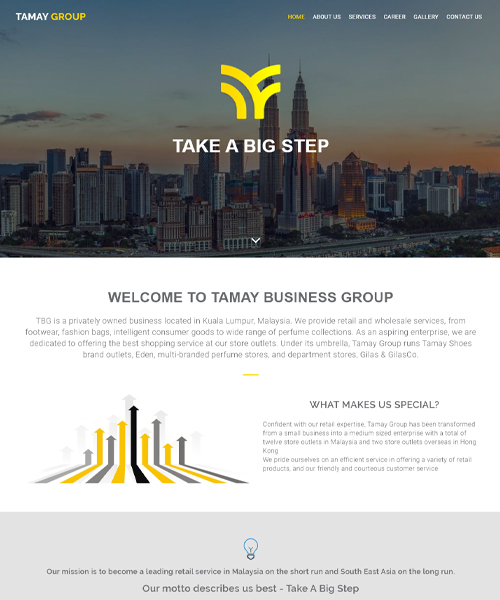 TAMAY GROUP
HOME ABOUT US SERVICES CAREER GALLERY CONTACT US
TAKE A BIG STEP
WELCOME TO TAMAY BUSINESS GROUP
TBG is a privately owned business located in Kuala Lumpur, Malaysia. We provide retail and wholesale services, from
footwear, fashion bags, intelligent consumer goods to wide range of perfume collections. As an aspiring enterprise, we are
dedicated to offering the best shopping service at our store outlets. Under its umbrella, Tamay Group runs Tamay Shoes
brand outlets, Eden, multi-branded perfume stores, and department stores, Gilas & GilasCo.
WHAT MAKES US SPECIAL?
Confident with our retail expertise, Tamay Group has been transformed
from a small business into a medium sized enterprise with a total of
twelve store outlets in Malaysia and two store outlets overseas in Hong
Kong
We pride ourselves on an efficient service in offering a variety of retail
products, and our friendly and courteous customer service
Our mission is to become a leading retail service in Malaysia on the short run and South East Asia on the long run.
Our motto describes us best - Take A Big Step